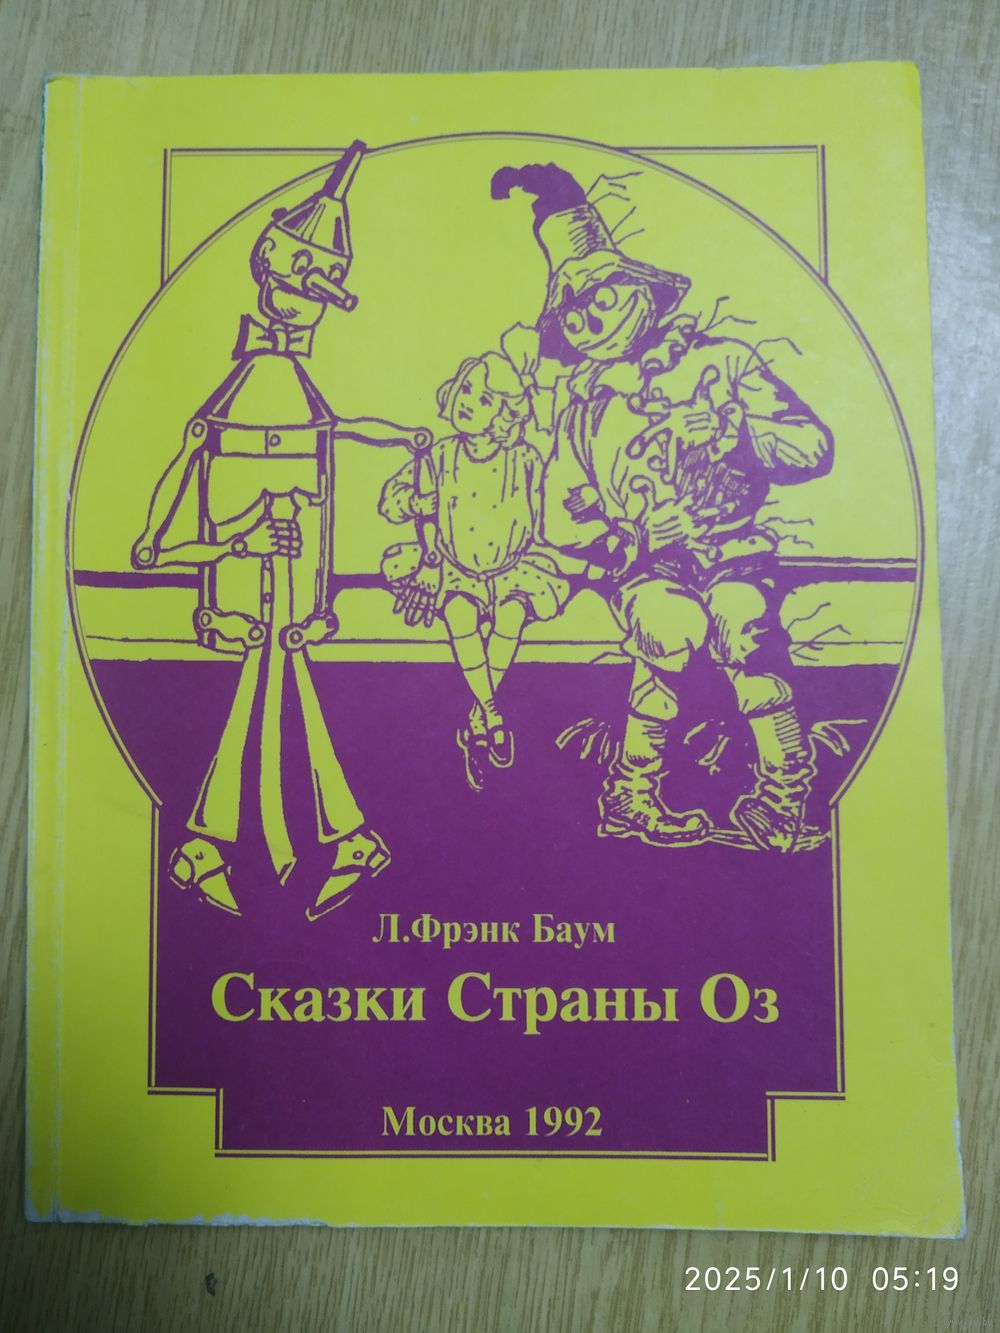 Л.Фрэнк Баум
Сказки Страны Оз
Москва 1992
2025/1/10 05:19